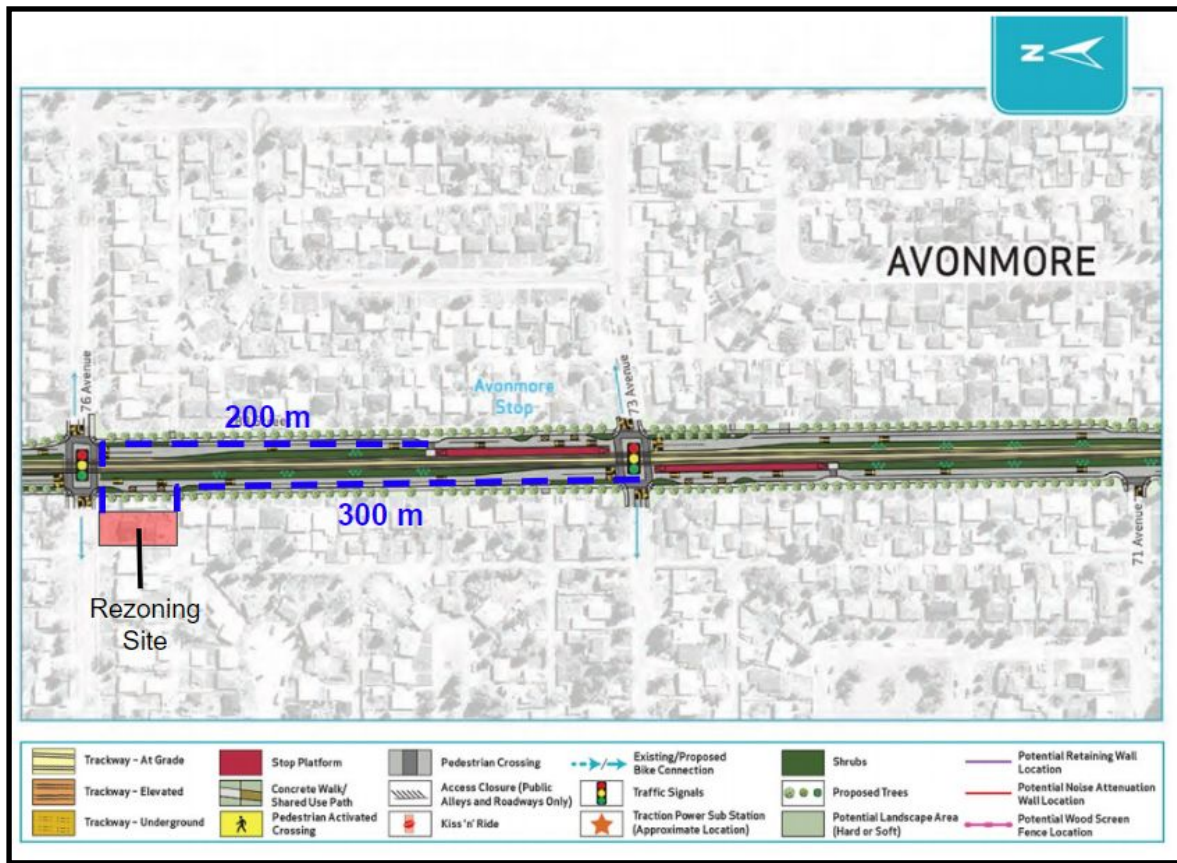 N
AVONMORE
76 Avenue
Avonmore
Stop
73 Avenue
200 m
300 m
71 Avenue
Rezoning
Site
Trackway – At Grade
Trackway – Elevated
Trackway – Underground
Stop Platform
Concrete Walk/
Shared Use Path
Pedestrian Activated
Crossing
Pedestrian Crossing
Access Closure (Public
Alleys and Roadways Only)
Kiss ‘n’ Ride
Existing/Proposed
Bike Connection
Traffic Signals
Traction Power Sub Station
(Approximate Location)
Shrubs
Proposed Trees
Potential Landscape Area
(Hard or Soft)
Potential Retaining Wall
Location
Potential Noise Attenuation
Wall Location
Potential Wood Screen
Fence Location